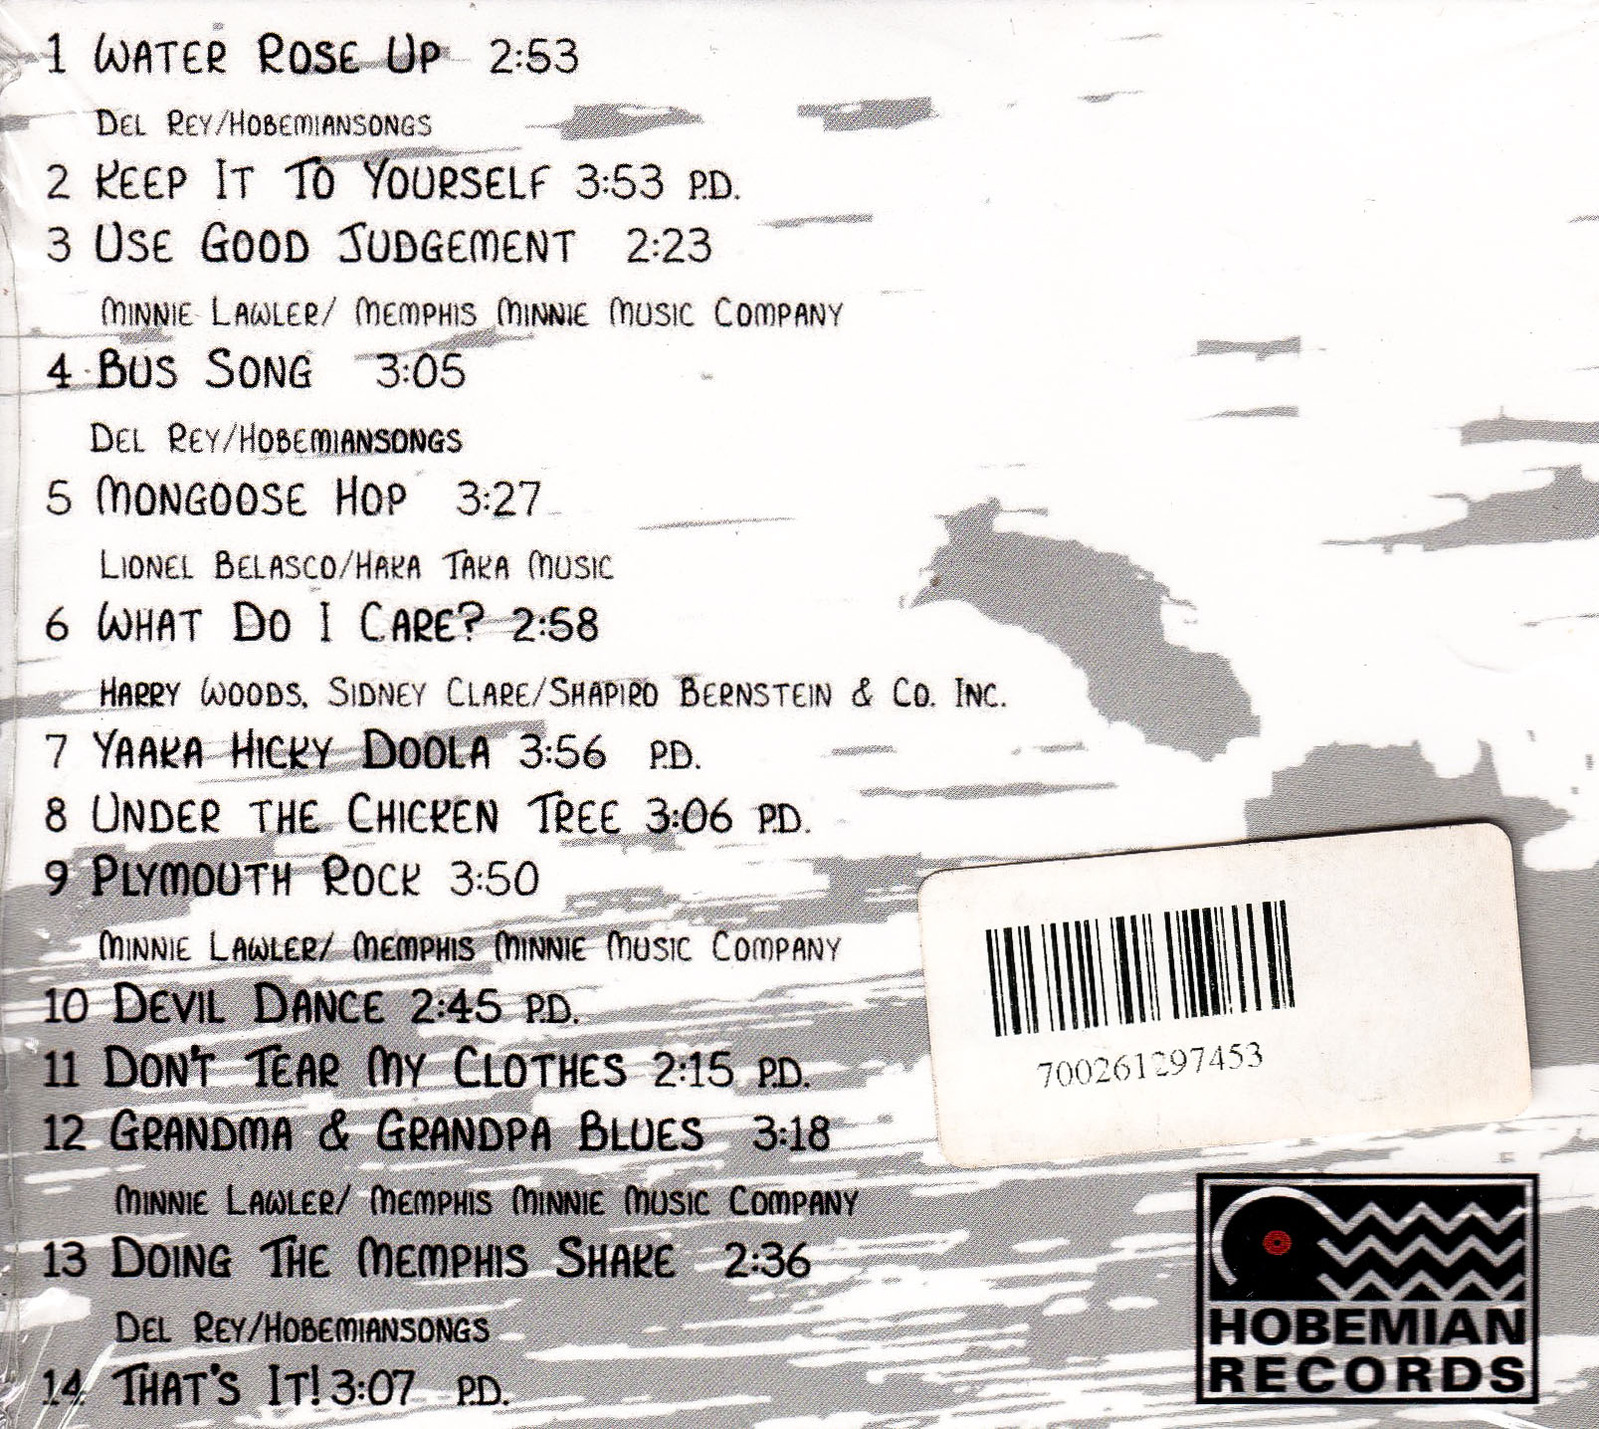 1 WATER ROSE UP 2:53
DEL REY/HOBEMIANSONGS
2 KEEP IT TO YOURSELF 3:53 P.D.
3 USE GOOD JUDGEMENT 2:23
MINNIE LAWLER/ MEMPHIS MINNIE MUSIC COMPANY
4 BUS SONG 3:05
DEL REY/HOBEMIANSONGS
5 MONGOOSE HOP 3:27
LIONEL BELASCO/HAKA TAKA MUSIC
6 WHAT DO I CARE? 2:58
HARRY WOODS, SIDNEY CLARE/SHAPIRO BERNSTEIN & CO. INC.
7 YAAKA HICKY DOOLA 3:56 P.D.
8 UNDER THE CHICKEN TREE 3:06 P.D.
9 PLYMOUTH ROCK 3:50
MINNIE LAWLER/ MEMPHIS MINNIE MUSIC COMPANY
10 DEVIL DANCE 2:45 P.D.
11 DON'T TEAR MY CLOTHES 2:15 P.D.
12 GRANDMA & GRANDPA BLUES 3:18
MINNIE LAWLER/ MEMPHIS MINNIE MUSIC COMPANY
13 DOING THE MEMPHIS SHAKE 2:36
DEL REY/HOBEMIANSONGS
14 THAT'S IT! 3:07 P.D.
700261297453
HOBEMIAN
RECORDS